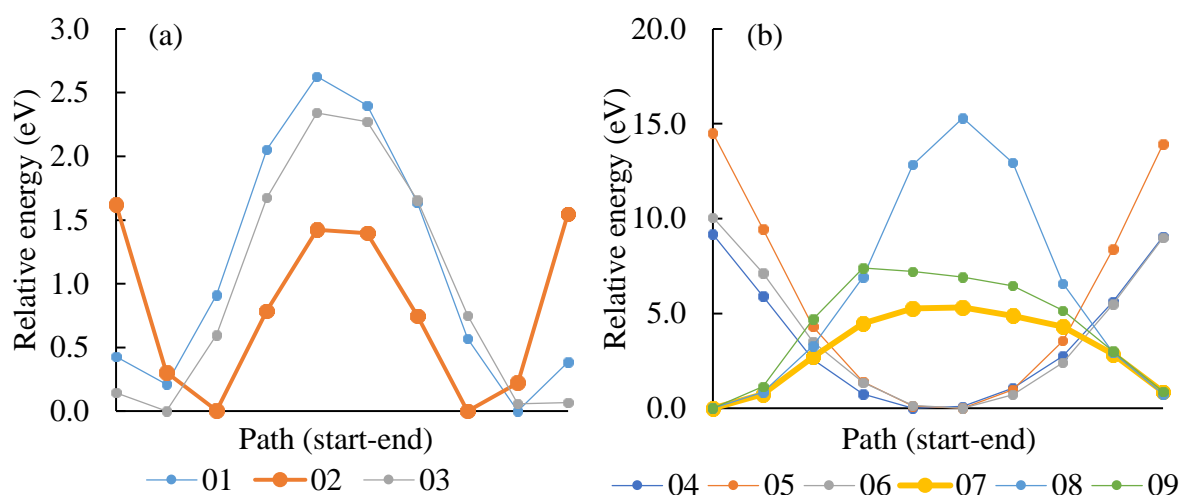 (a)
Relative energy (eV)
3.0
2.5
2.0
1.5
1.0
0.5
0.0
Path (start-end)
01 02 03
(b)
Relative energy (eV)
20.0
15.0
10.0
5.0
0.0
Path (start-end)
04 05 06 07 08 09